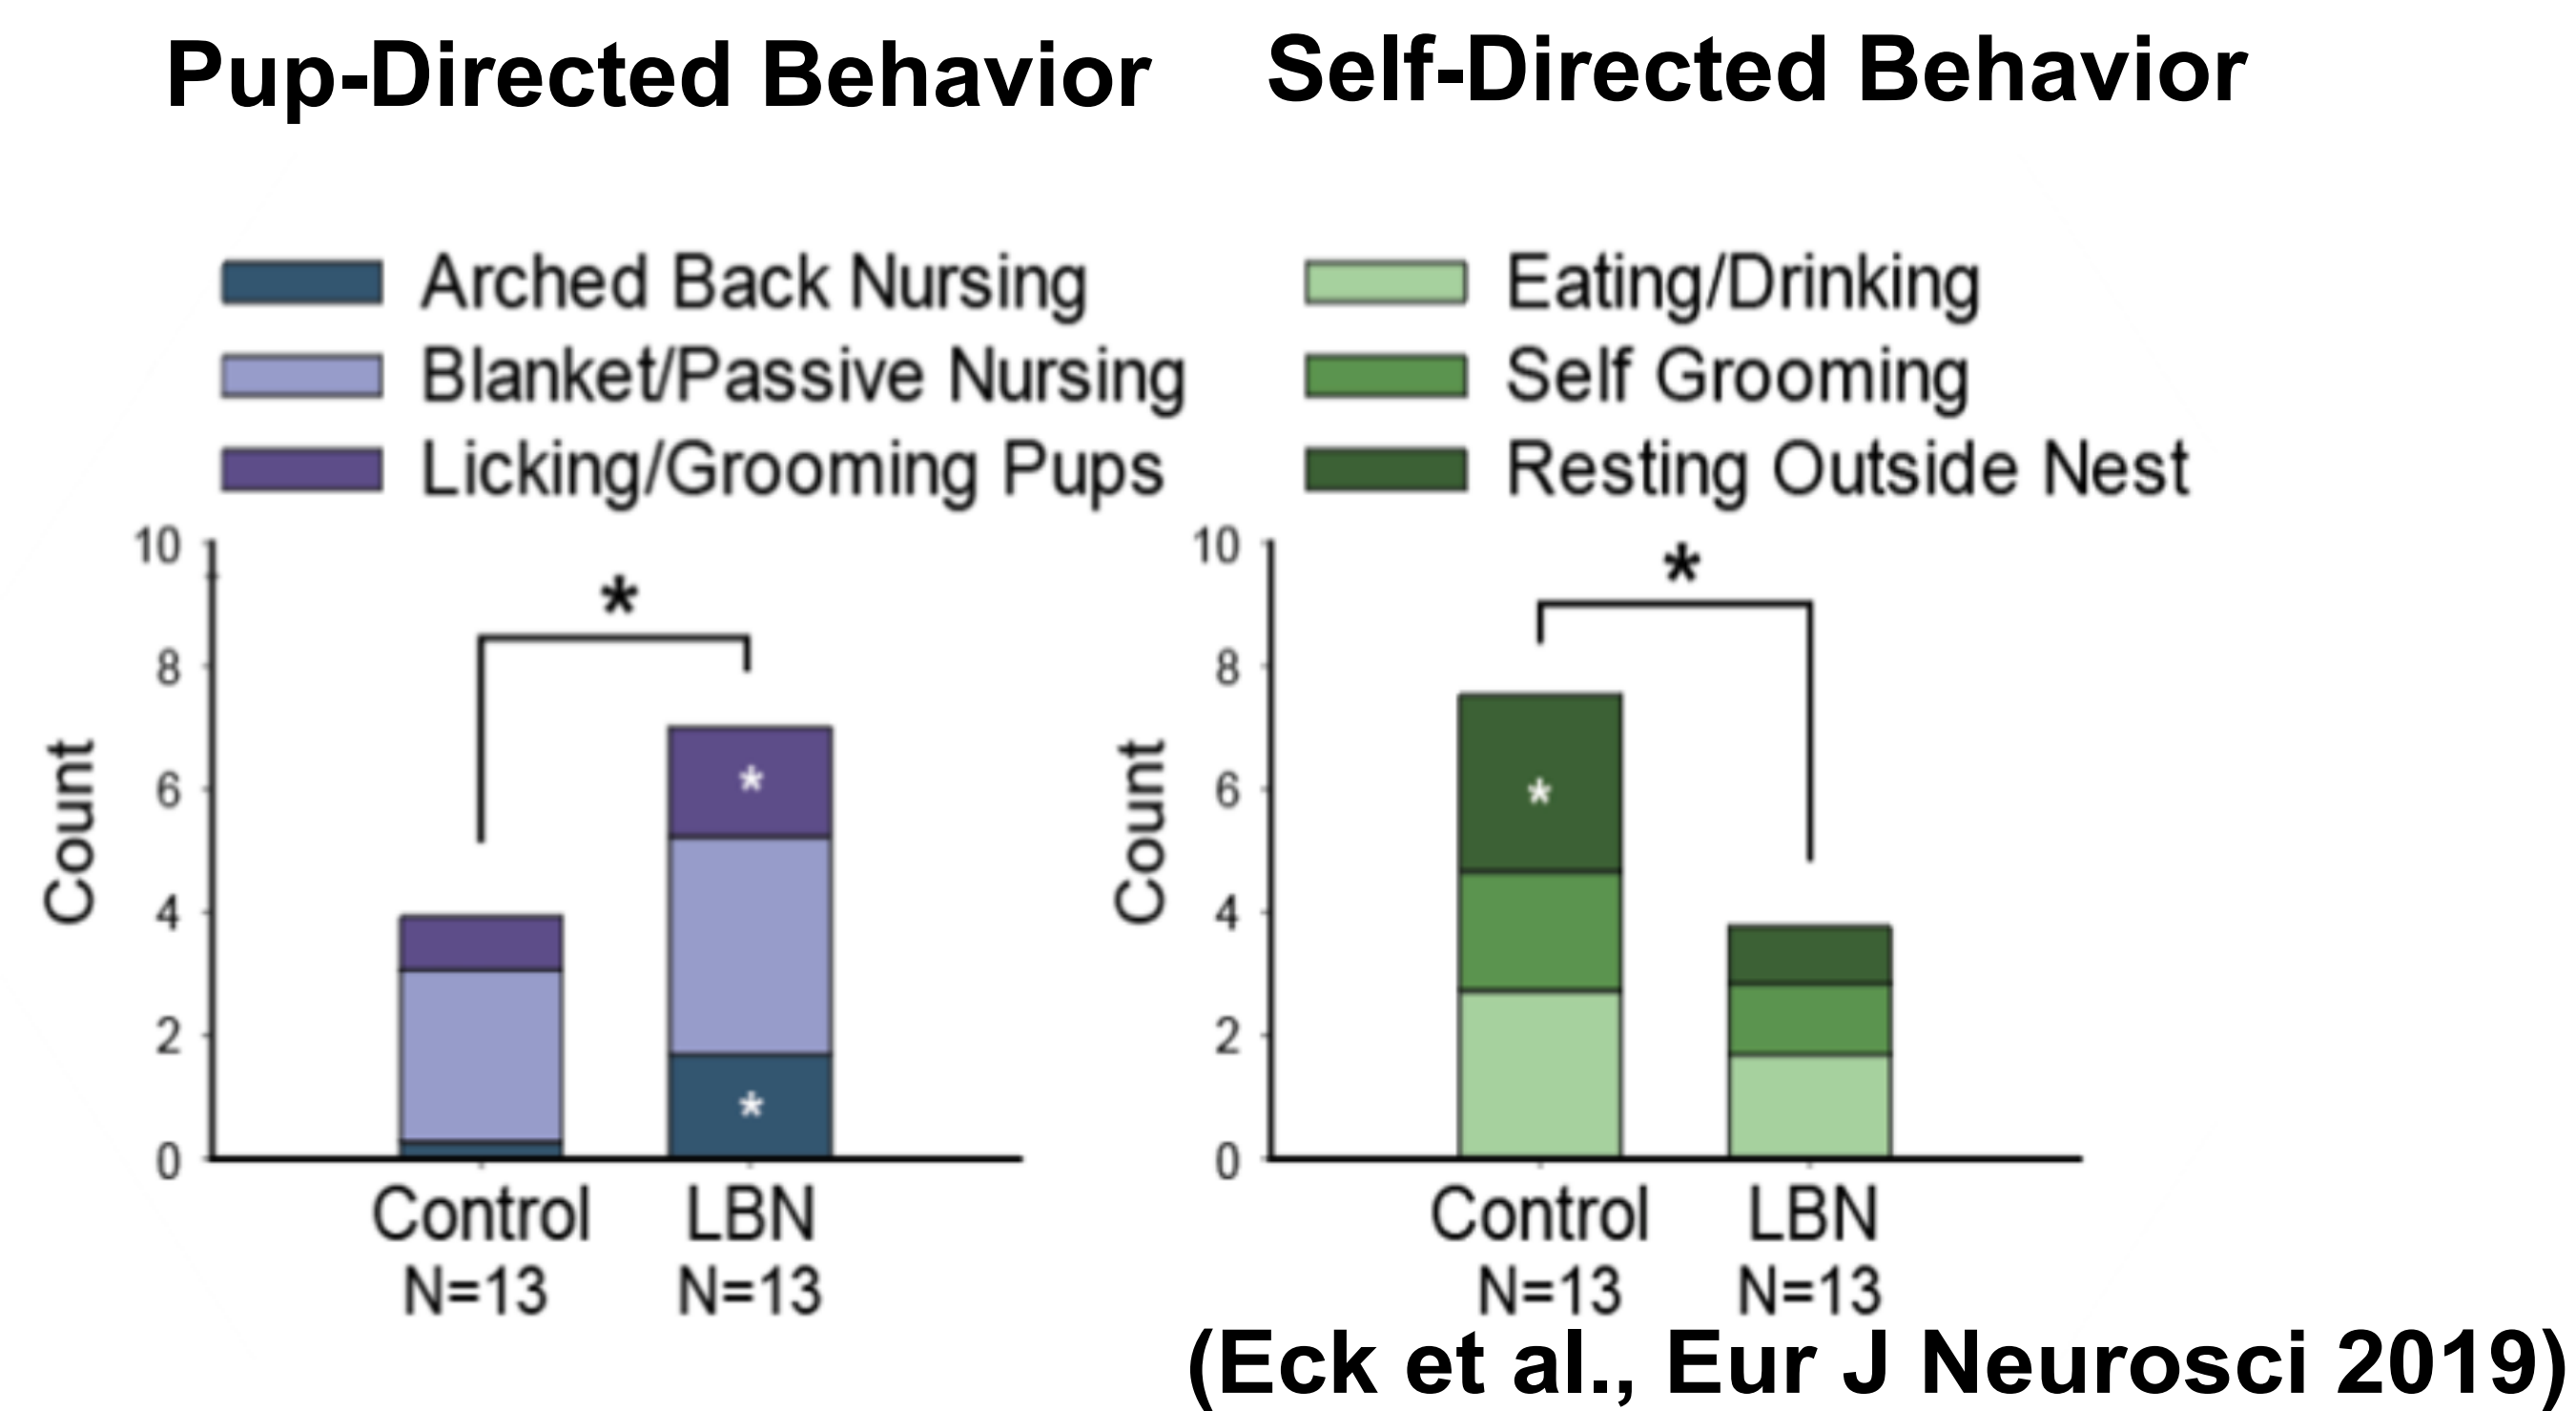 Pup-Directed Behavior
Arched Back Nursing
Blanket/Passive Nursing
Licking/Grooming Pups
10
*
8
6
4
2
0
Count
*
*
Control
LBN
N=13
N=13
Self-Directed Behavior
Eating/Drinking
Self Grooming
Resting Outside Nest
10
*
8
6
4
2
0
Count
*
Control
LBN
N=13
N=13
(Eck et al., Eur J Neurosci 2019)